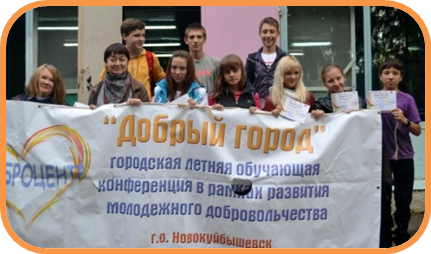 "Добрый город"
городская летняя обучающая
конференция в рамках развития
молодежного добровольчества
г.о. Новокуйбышевск
БРОЦЕНТ